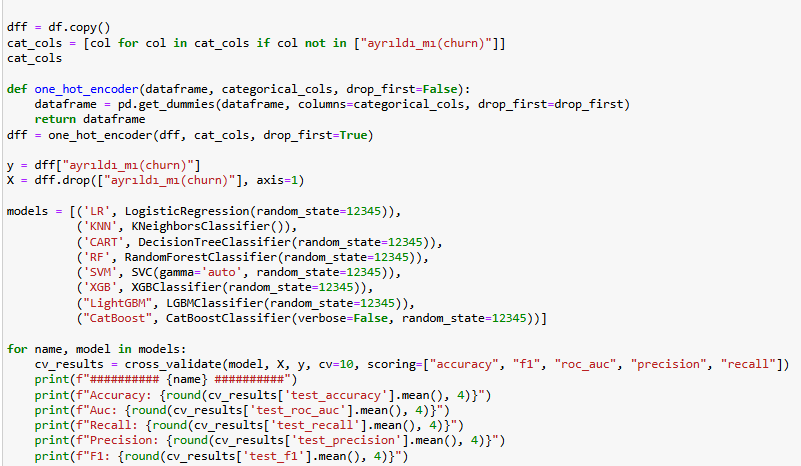 dff = df.copy()
cat_cols = [col for col in cat_cols if col not in ["ayrıldı_mı(churn)"]]
cat_cols
def one_hot_encoder(dataframe, categorical_cols, drop_first=False):
    dataframe = pd.get_dummies(dataframe, columns=categorical_cols, drop_first=drop_first)
    return dataframe
dff = one_hot_encoder(dff, cat_cols, drop_first=True)
y = dff["ayrıldı_mı(churn)"]
X = dff.drop(["ayrıldı_mı(churn)"], axis=1)
models = [('LR', LogisticRegression(random_state=12345)),
          ('KNN', KNeighborsClassifier()),
          ('CART', DecisionTreeClassifier(random_state=12345)),
          ('RF', RandomForestClassifier(random_state=12345)),
          ('SVM', SVC(gamma='auto', random_state=12345)),
          ('XGB', XGBClassifier(random_state=12345)),
          ("LightGBM", LGBMClassifier(random_state=12345)),
          ("CatBoost", CatBoostClassifier(verbose=False, random_state=12345))]
for name, model in models:
    cv_results = cross_validate(model, X, y, cv=10, scoring=["accuracy", "f1", "roc_auc", "precision", "recall"])
    print(f"########## {name} ##########")
    print(f"Accuracy: {round(cv_results['test_accuracy'].mean(), 4)}")
    print(f"Auc: {round(cv_results['test_roc_auc'].mean(), 4)}")
    print(f"Recall: {round(cv_results['test_recall'].mean(), 4)}")
    print(f"Precision: {round(cv_results['test_precision'].mean(), 4)}")
    print(f"F1: {round(cv_results['test_f1'].mean(), 4)}")